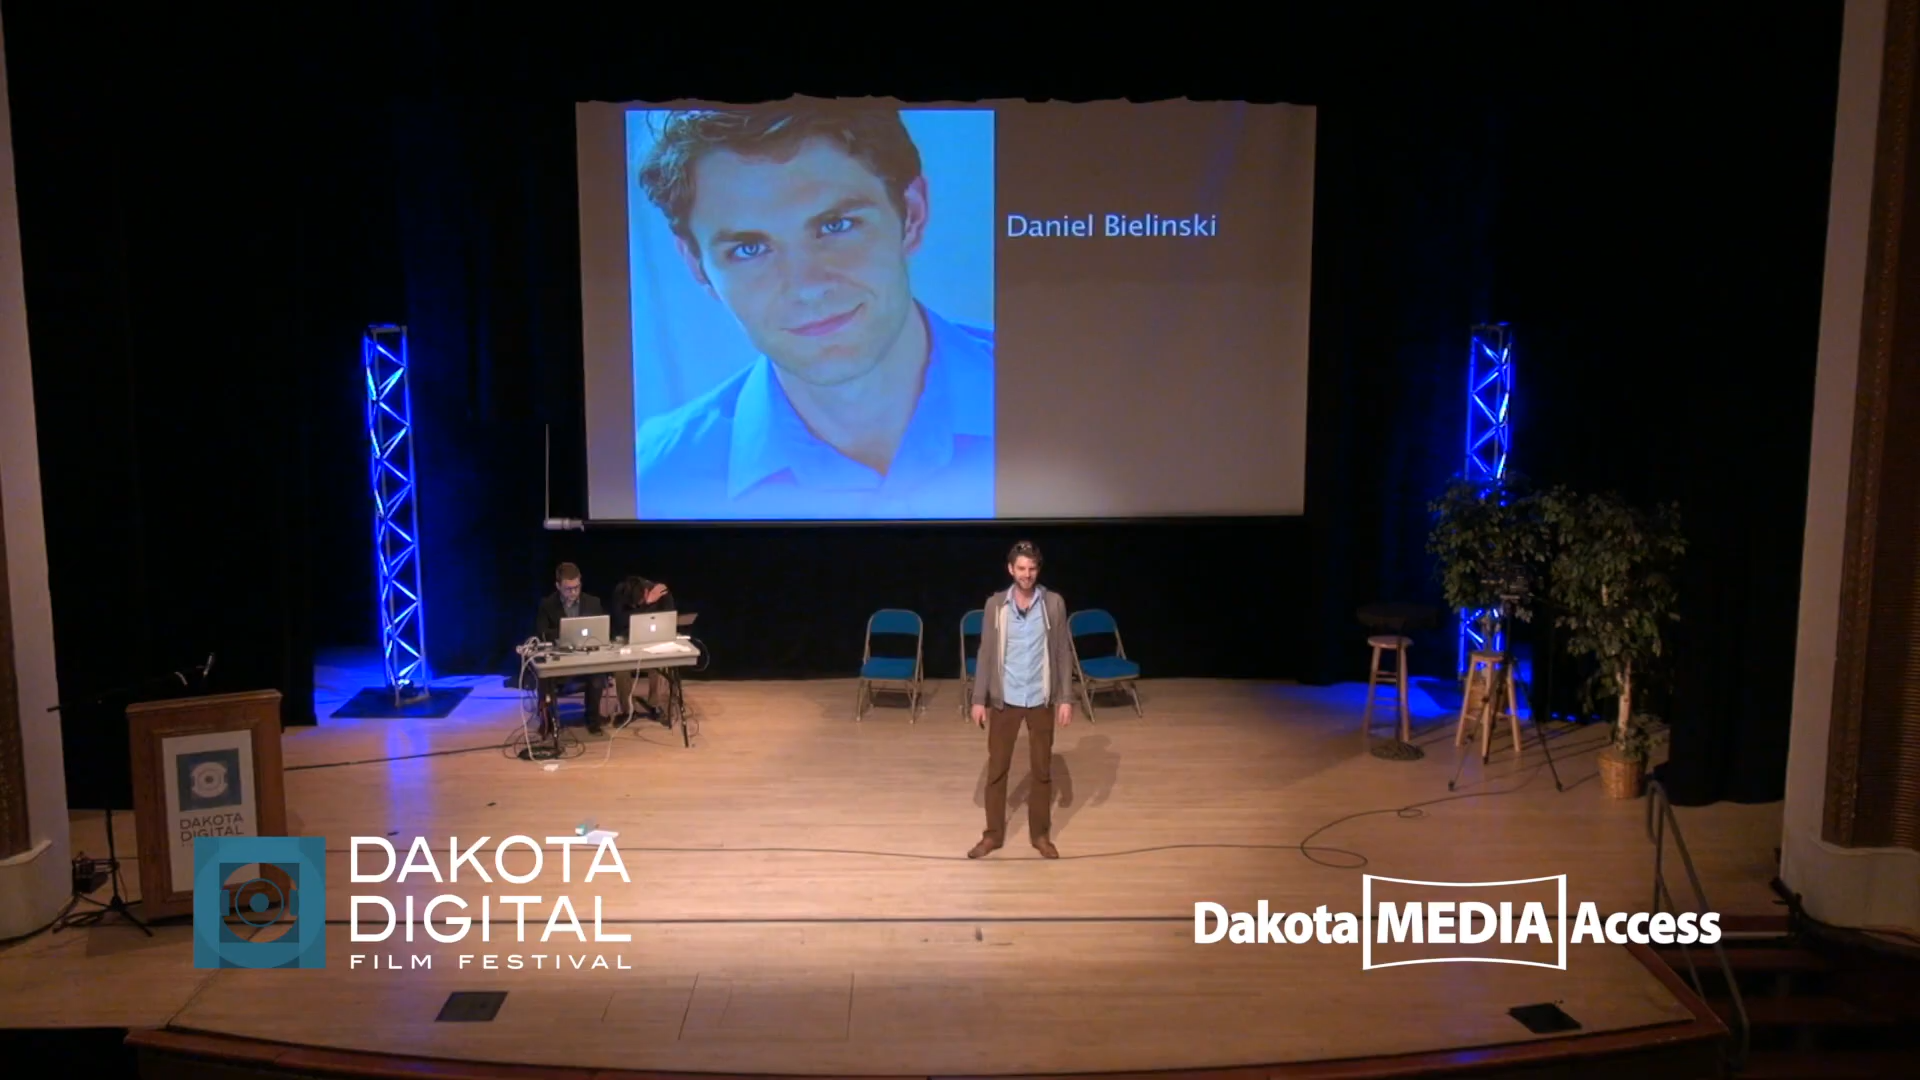 Daniel Bielinski
DAKOTA
DIGITAL
DAKOTA
DIGITAL
FILM FESTIVAL
Dakota MEDIA Access